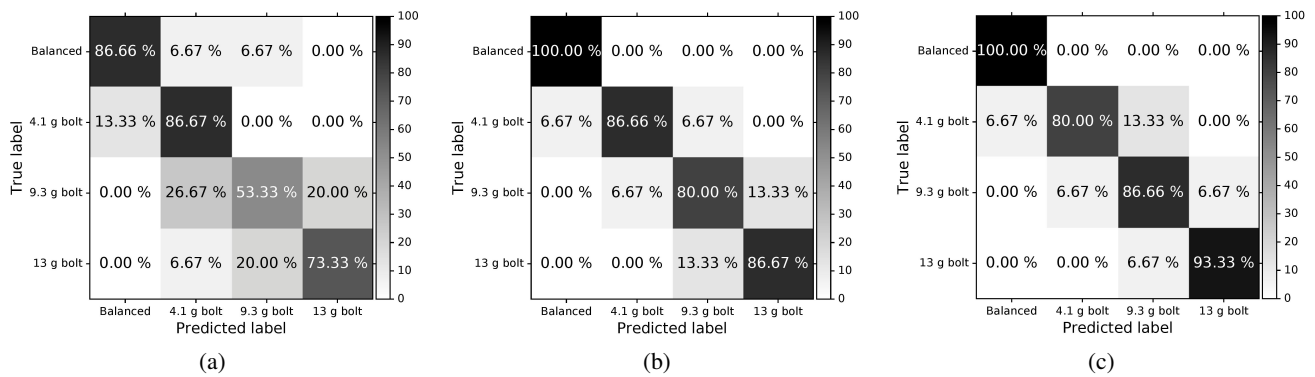 Balanced 86.66 % 6.67 % 6.67 % 0.00 %
4.1 g bolt 13.33 % 86.67 % 0.00 % 0.00 %
9.3 g bolt 0.00 % 26.67 % 53.33 % 20.00 %
13 g bolt 0.00 % 6.67 % 20.00 % 73.33 %
True label
Balanced 4.1 g bolt 9.3 g bolt 13 g bolt
Predicted label
100
90
80
70
60
50
40
30
20
10
0
(a)
Balanced 100.00 % 0.00 % 0.00 % 0.00 %
4.1 g bolt 6.67 % 86.66 % 6.67 % 0.00 %
9.3 g bolt 0.00 % 6.67 % 80.00 % 13.33 %
13 g bolt 0.00 % 0.00 % 13.33 % 86.67 %
True label
Balanced 4.1 g bolt 9.3 g bolt 13 g bolt
Predicted label
100
90
80
70
60
50
40
30
20
10
0
(b)
Balanced 100.00 % 0.00 % 0.00 % 0.00 %
4.1 g bolt 6.67 % 80.00 % 13.33 % 0.00 %
9.3 g bolt 0.00 % 6.67 % 86.66 % 6.67 %
13 g bolt 0.00 % 0.00 % 6.67 % 93.33 %
True label
Balanced 4.1 g bolt 9.3 g bolt 13 g bolt
Predicted label
100
90
80
70
60
50
40
30
20
10
0
(c)